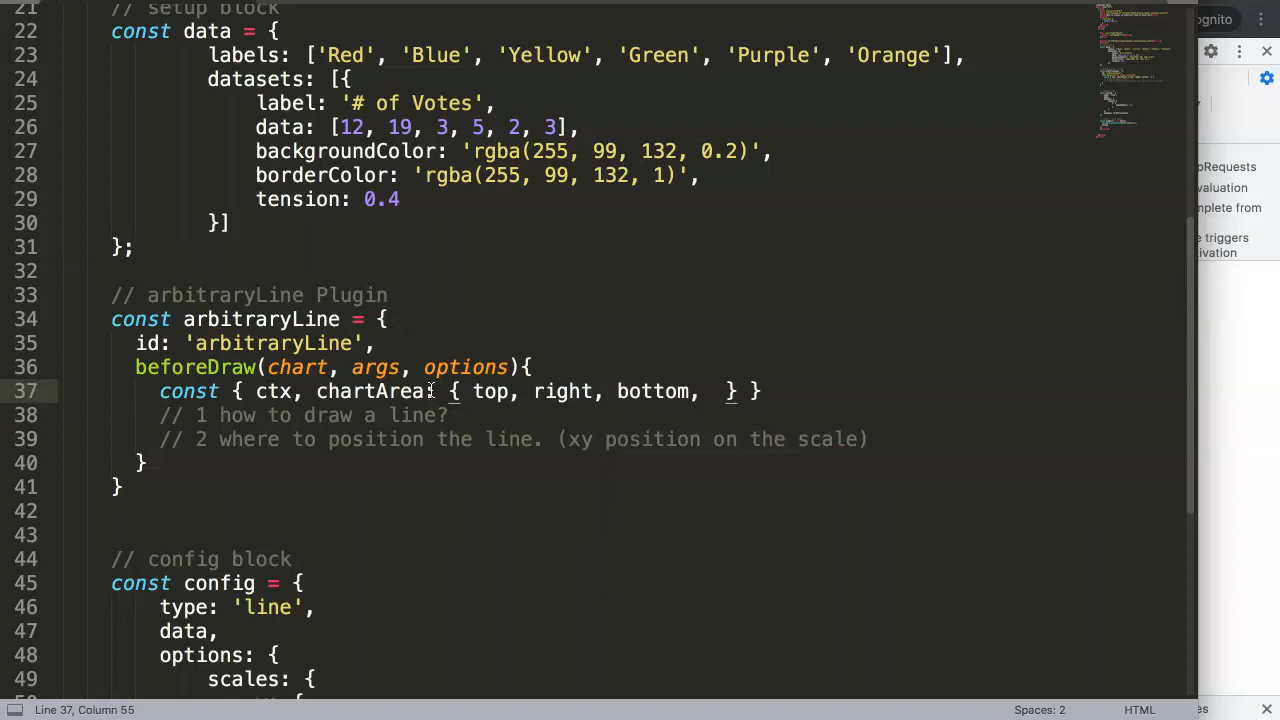 21 // setup block
22 const data = {
23 labels: ['Red', 'Blue', 'Yellow', 'Green', 'Purple', 'Orange'],
24 datasets: [{
25 label: '# of Votes',
26 data: [12, 19, 3, 5, 2, 3],
27 backgroundColor: 'rgba(255, 99, 132, 0.2)',
28 borderColor: 'rgba(255, 99, 132, 1)',
29 tension: 0.4
30 }]
31 };
32
33 // arbitraryLine Plugin
34 const arbitraryLine = {
35 id: 'arbitraryLine',
36 beforeDraw(chart, args, options){
37 const { ctx, chartArea: { top, right, bottom,  } }
38 // 1 how to draw a line?
39 // 2 where to position the line. (xy position on the scale)
40 }
41 }
42
43
44 // config block
45 const config = {
46 type: 'line',
47 data,
48 options: {
49 scales: {
Line 37, Column 55
Spaces: 2
HTML
ognito
pRequests
valuation
mplete from
e triggers
ivation
es